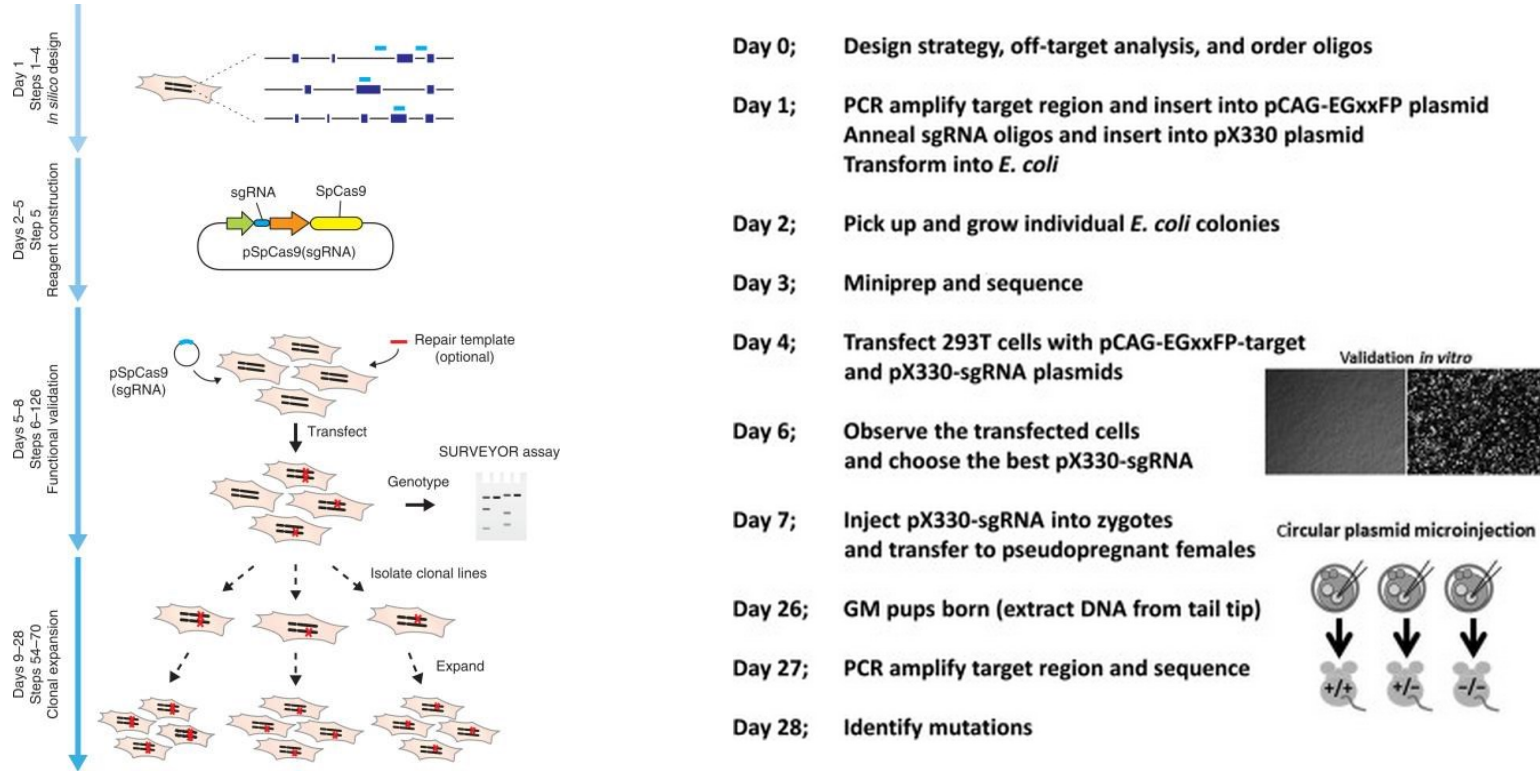 Day 1
Steps 1–4
In silico design
Days 2–5
Step 5
Reagent construction
sgRNA
SpCas9
pSpCas9(sgRNA)
Days 5–8
Steps 6–126
Functional validation
pSpCas9
(sgRNA)
Repair template
(optional)
Transfect
SURVEYOR assay
Genotype
Days 9–28
Steps 54–70
Clonal expansion
Isolate clonal lines
Expand
Day 0; Design strategy, off-target analysis, and order oligos
Day 1; PCR amplify target region and insert into pCAG-EGxxFP plasmid
Anneal sgRNA oligos and insert into pX330 plasmid
Transform into E. coli
Day 2; Pick up and grow individual E. coli colonies
Day 3; Miniprep and sequence
Day 4; Transfect 293T cells with pCAG-EGxxFP-target
and pX330-sgRNA plasmids
Validation in vitro
Day 6; Observe the transfected cells
and choose the best pX330-sgRNA
Day 7; Inject pX330-sgRNA into zygotes
and transfer to pseudopregnant females
Circular plasmid microinjection
Day 26; GM pups born (extract DNA from tail tip)
Day 27; PCR amplify target region and sequence
+/+ +/- -/-
Day 28; Identify mutations